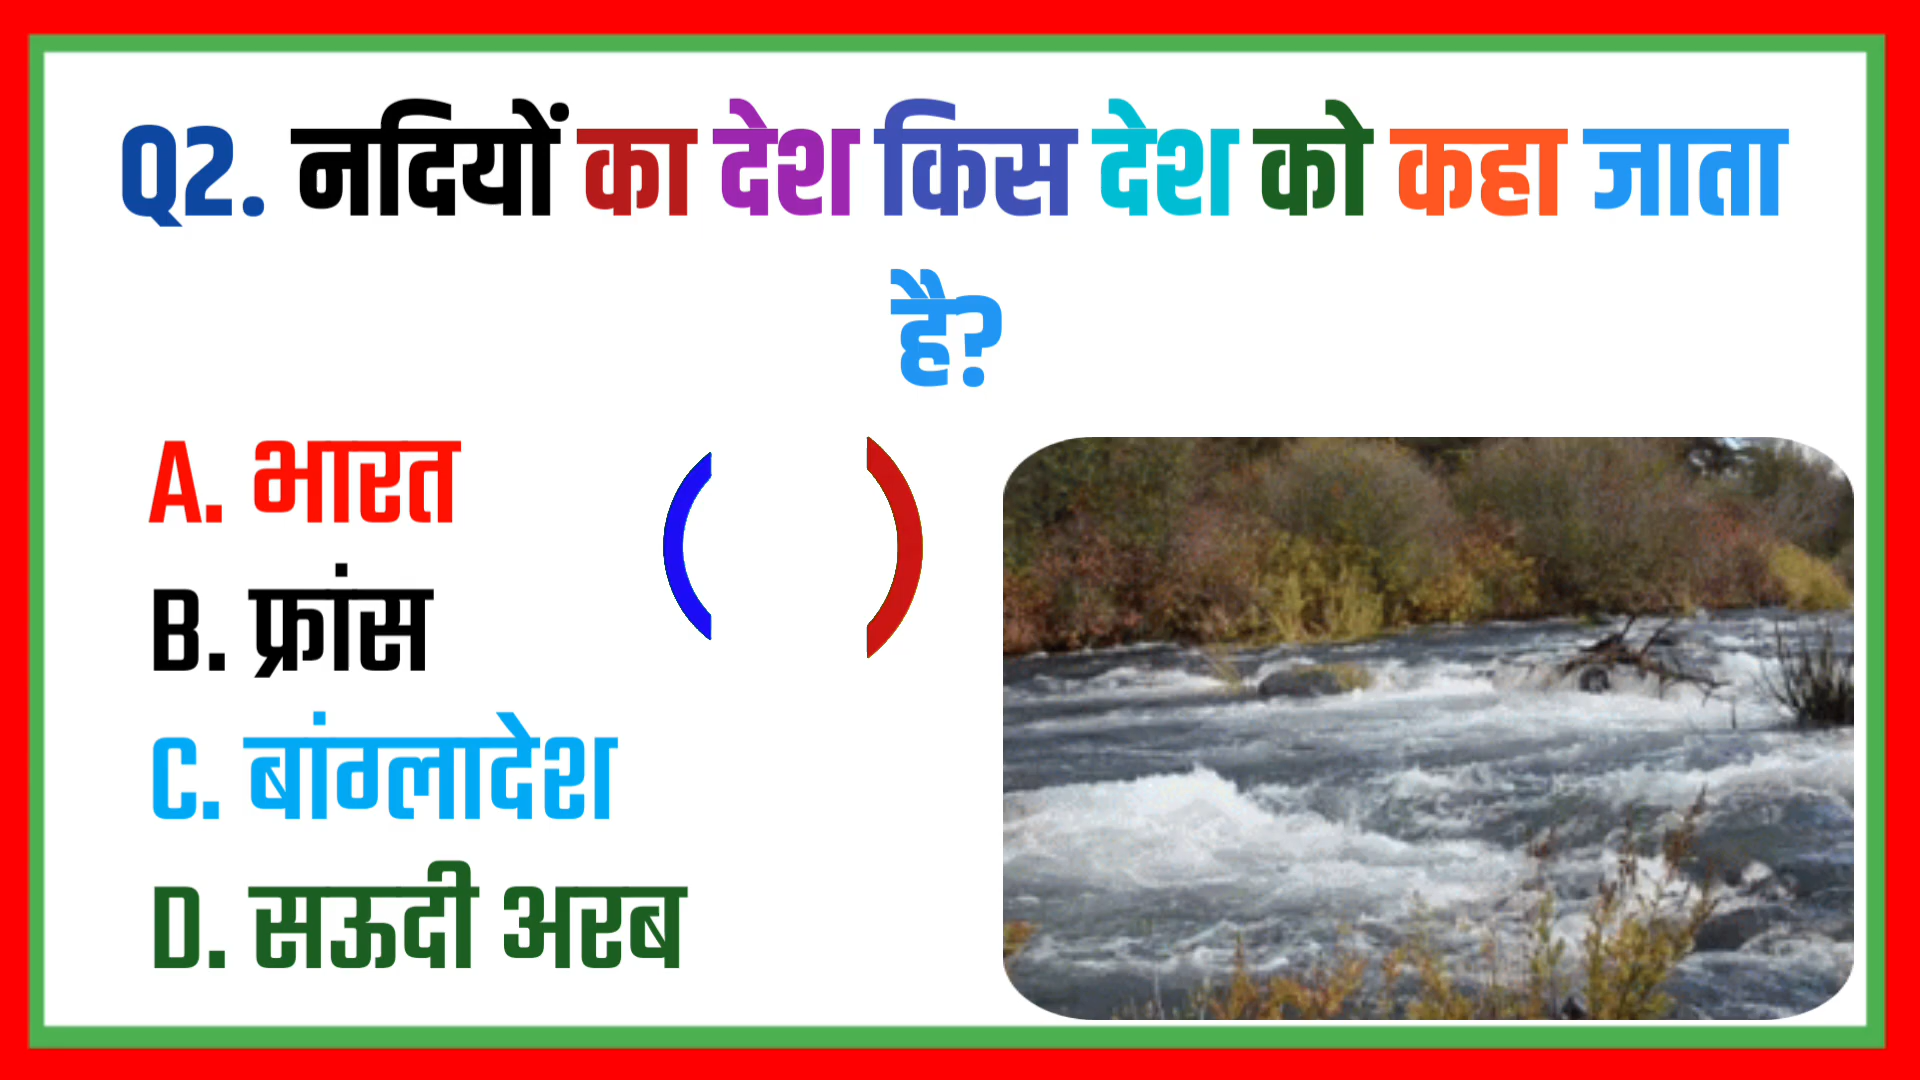 Q2. नदियों का देश किस देश को कहा जाता
है?
A. भारत
B. फ्रांस
C. बांग्लादेश
D. सऊदी अरब